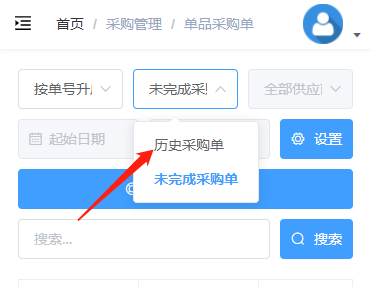 首页 / 采购管理 / 单品采购单
按单号升
未完成采
全部供应
起始日期
设置
历史采购单
未完成采购单
搜索...
搜索